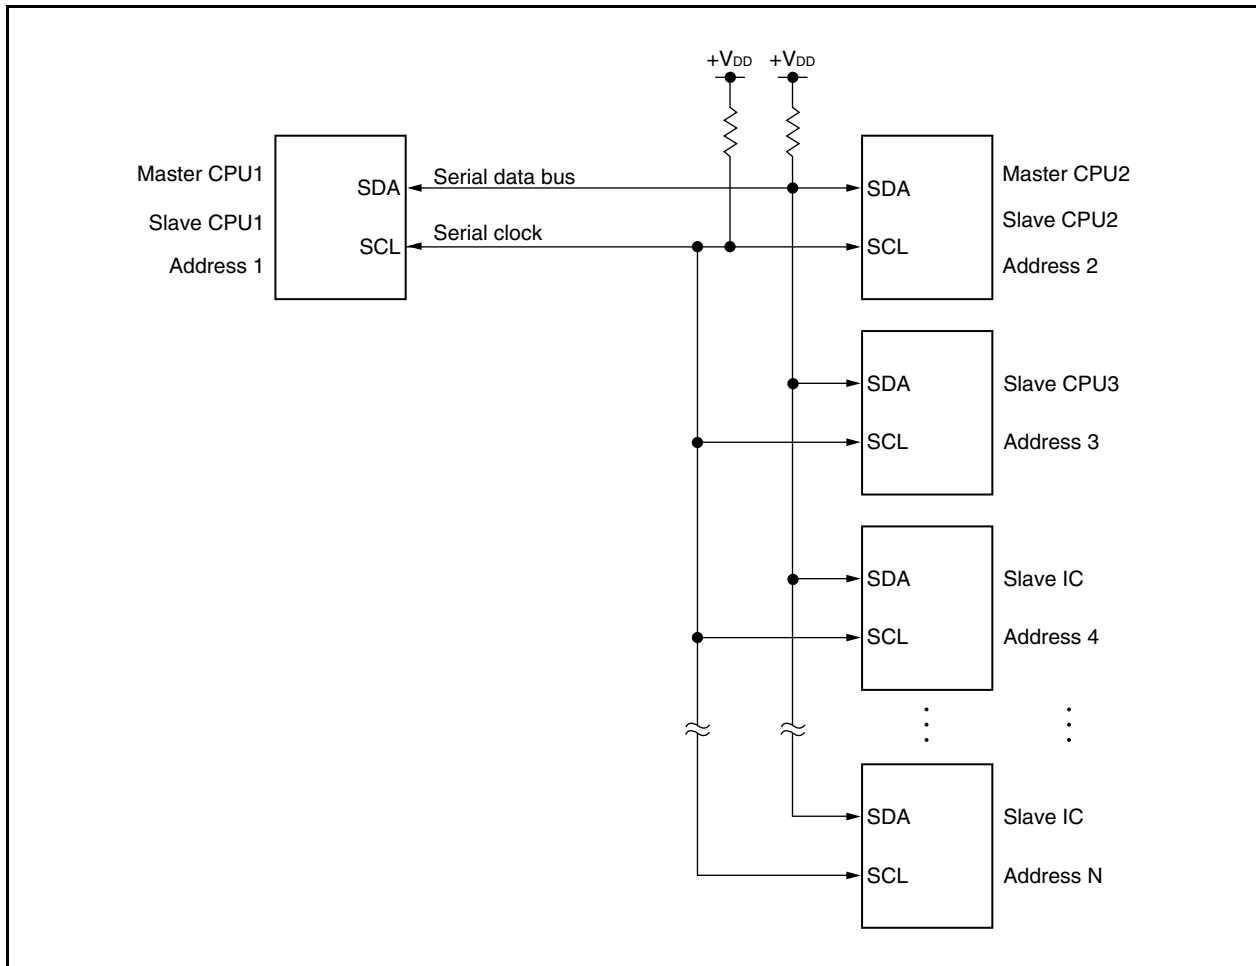 +VDD
+VDD
Master CPU1
Slave CPU1
Address 1
SDA
SCL
Serial data bus
Serial clock
SDA
SCL
Master CPU2
Slave CPU2
Address 2
SDA
SCL
Slave CPU3
Address 3
SDA
SCL
Slave IC
Address 4
SDA
SCL
Slave IC
Address N